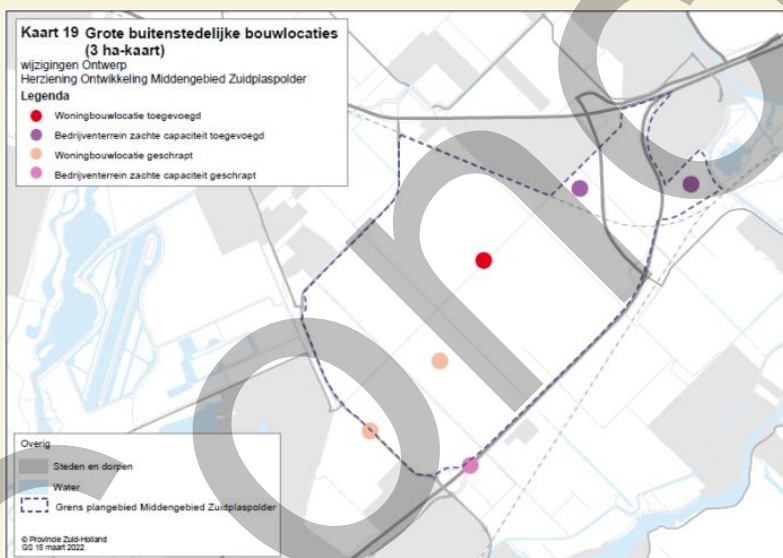 Kaart 19 Grote buitenstedelijke bouwlocaties
(3 ha-kaart)
wijzigingen Ontwerp
Herziening Ontwikkeling Middengebied Zuidplaspolder
Legenda
Woningbouwlocatie toegevoegd
Bedrijventerrein zachte capaciteit toegevoegd
Woningbouwlocatie geschrapt
Bedrijventerrein zachte capaciteit geschrapt
Overig
Steden en dorpen
Water
Grens plangebied Middengebied Zuidplaspolder
© Provincie Zuid-Holland
GS 15 maart 2022